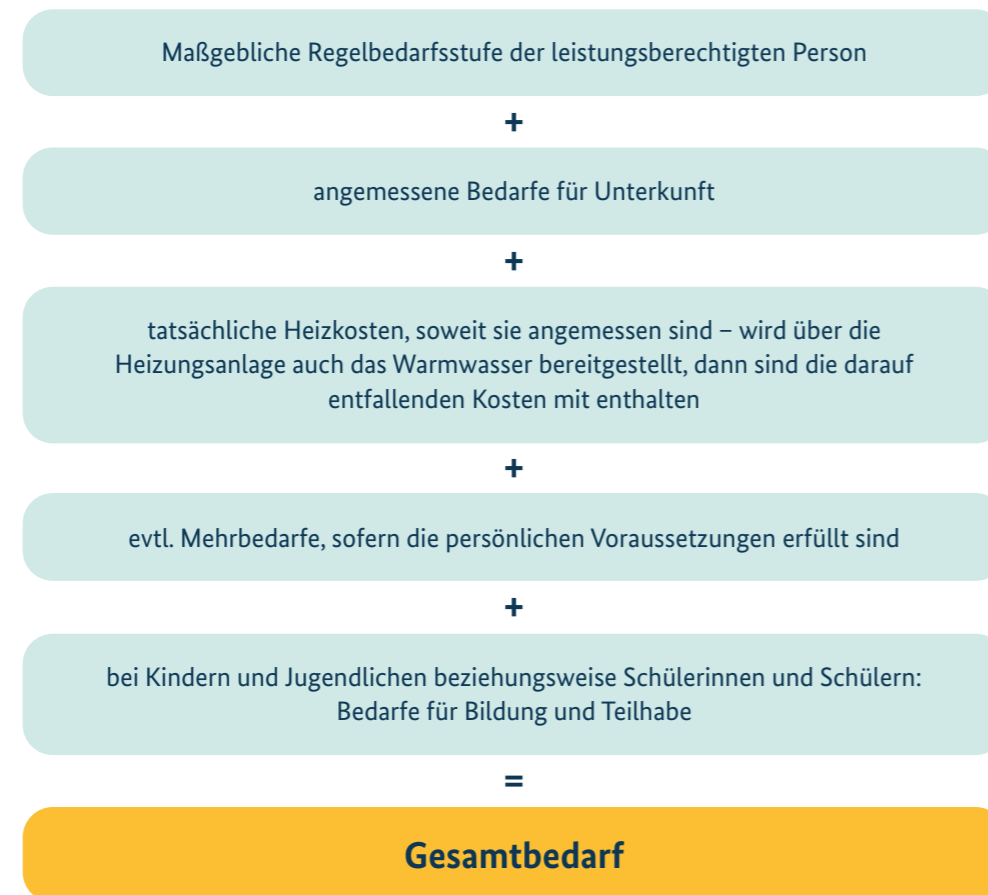 Maßgebliche Regelbedarfsstufe der leistungsberechtigten Person
+
angemessene Bedarfe für Unterkunft
+
tatsächliche Heizkosten, soweit sie angemessen sind – wird über die
Heizungsanlage auch das Warmwasser bereitgestellt, dann sind die darauf
entfallenden Kosten mit enthalten
+
evtl. Mehrbedarfe, sofern die persönlichen Voraussetzungen erfüllt sind
+
bei Kindern und Jugendlichen beziehungsweise Schülerinnen und Schülern:
Bedarfe für Bildung und Teilhabe
=
Gesamtbedarf